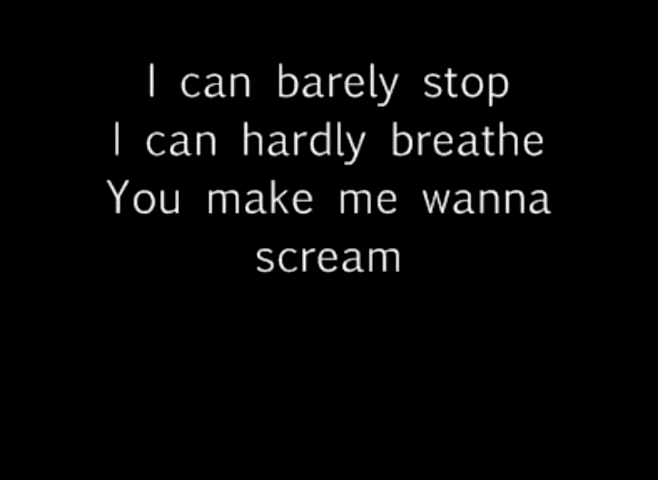 I can barely stop
I can hardly breathe
You make me wanna
scream